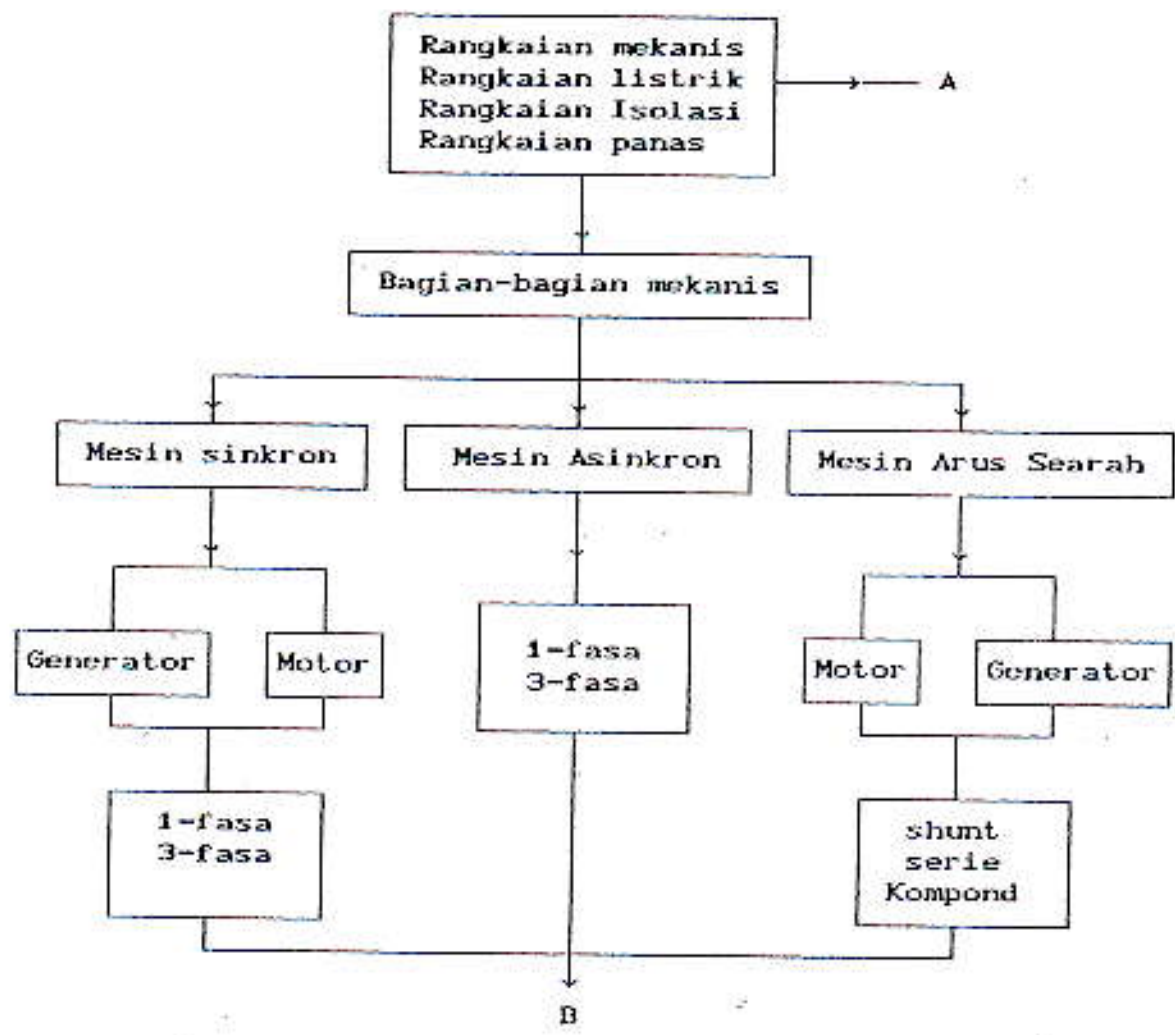 Rangkaian mekanis
Rangkaian listrik
Rangkaian Isolasi
Rangkaian panas
A
Bagian-bagian mekanis
Mesin sinkron
Mesin Asinkron
Mesin Arus Searah
Generator
Motor
1-fasa
3-fasa
Motor
Generator
1-fasa
3-fasa
shunt
serie
Kompond
B